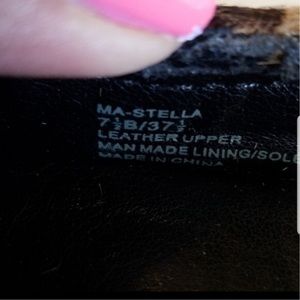 MA-STELLA
7½B/37½
LEATHER UPPER
MAN MADE LINING/SOLE
MADE IN CHINA